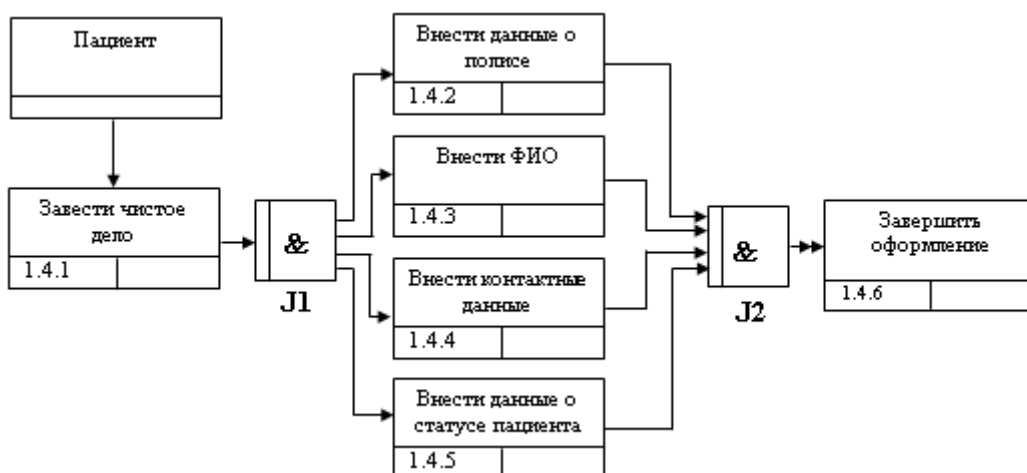 Пациент
Завести чистое
дело
1.4.1
&
J1
Внести данные о
полисе
1.4.2
Внести ФИО
1.4.3
Внести контактные
данные
1.4.4
Внести данные о
статусе пациента
1.4.5
&
J2
Завершить
оформление
1.4.6